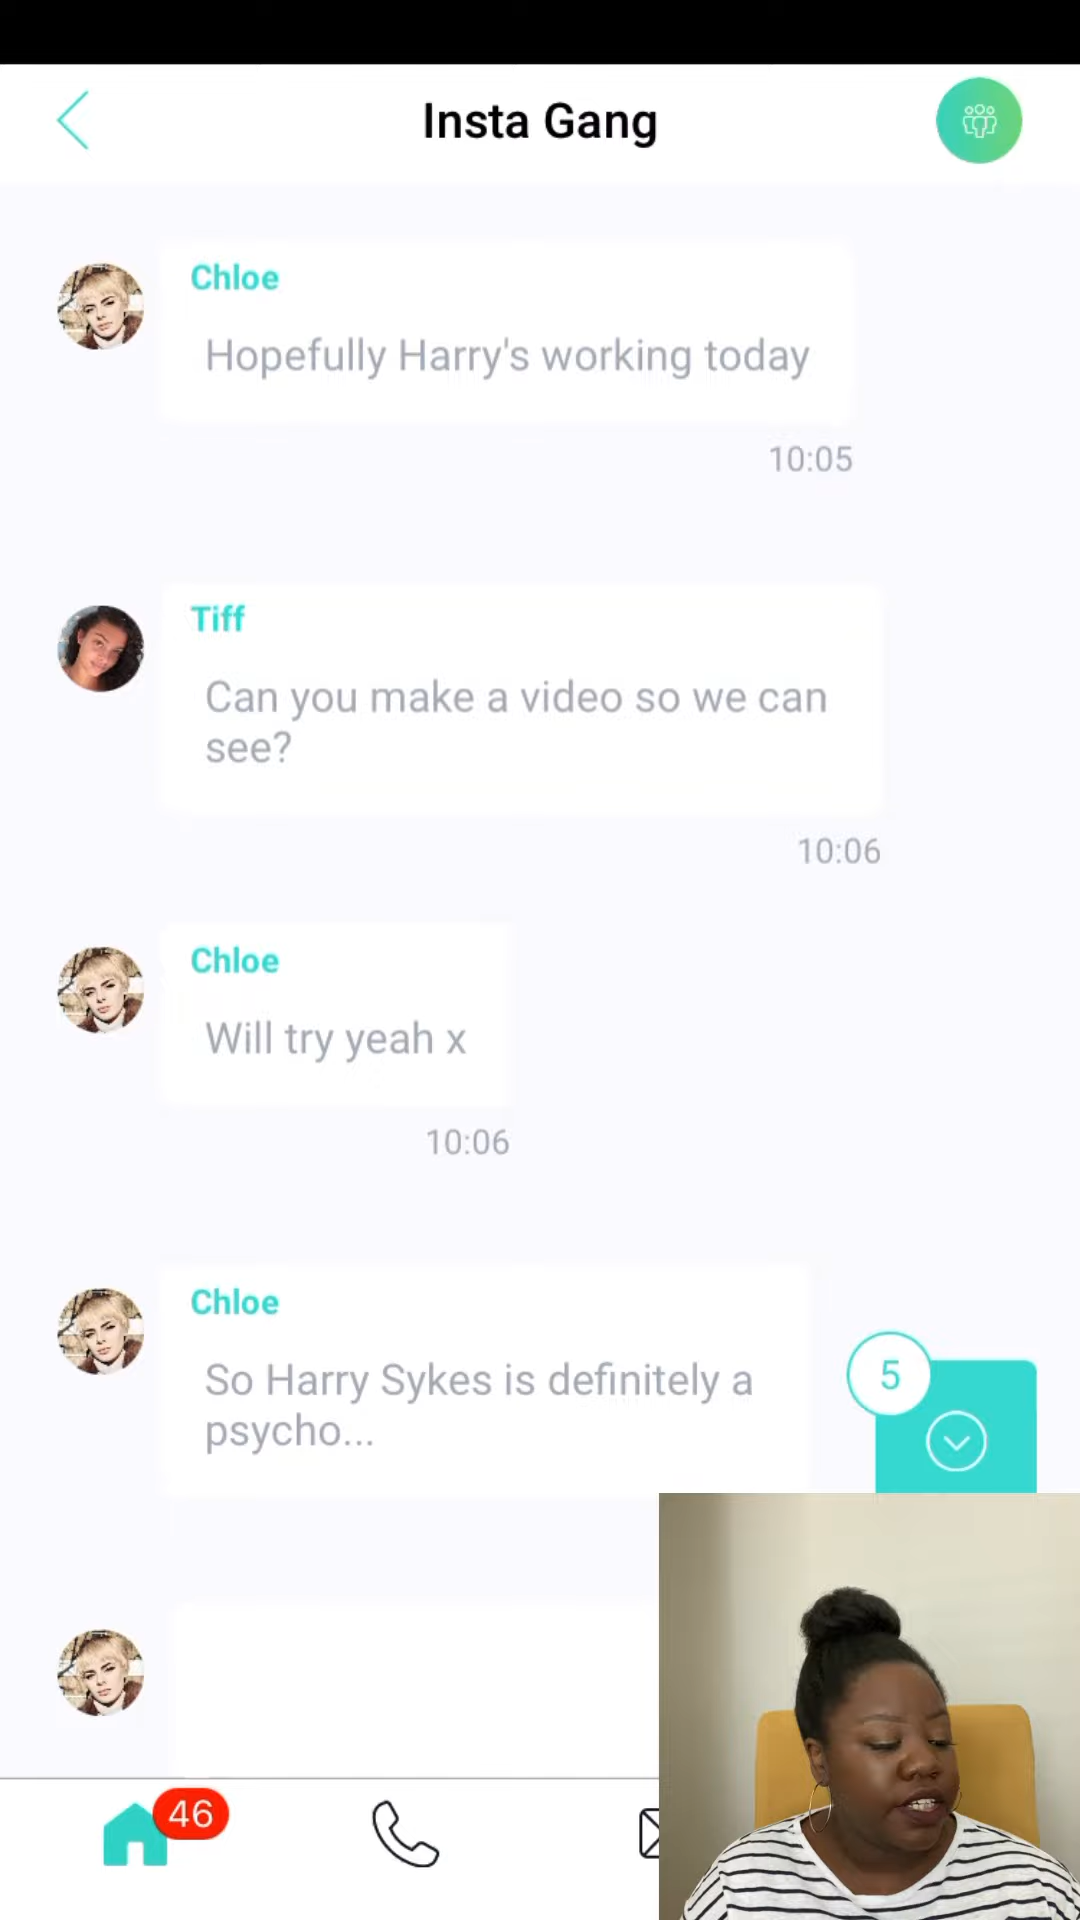 Insta Gang
Chloe
Hopefully Harry's working today
10:05
Tiff
Can you make a video so we can
see?
10:06
Chloe
Will try yeah x
10:06
Chloe
So Harry Sykes is definitely a
psycho...
5
46